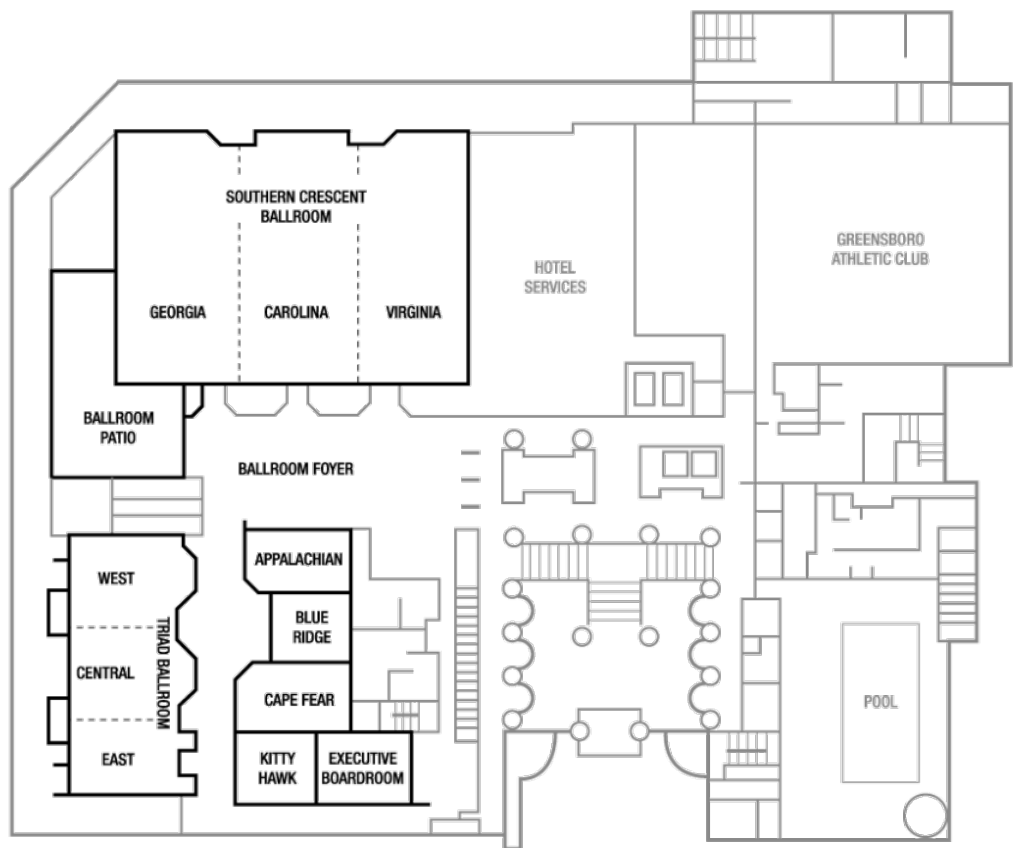 SOUTHERN CRESCENT
BALLROOM
GREENSBORO
ATHLETIC CLUB
HOTEL
SERVICES
GEORGIA
CAROLINA
VIRGINIA
BALLROOM
PATIO
BALLROOM FOYER
APPALACHIAN
WEST
BLUE
RIDGE
TRIAD BALLROOM
CENTRAL
CAPE FEAR
POOL
EAST
KITTY
HAWK
EXECUTIVE
BOARDROOM